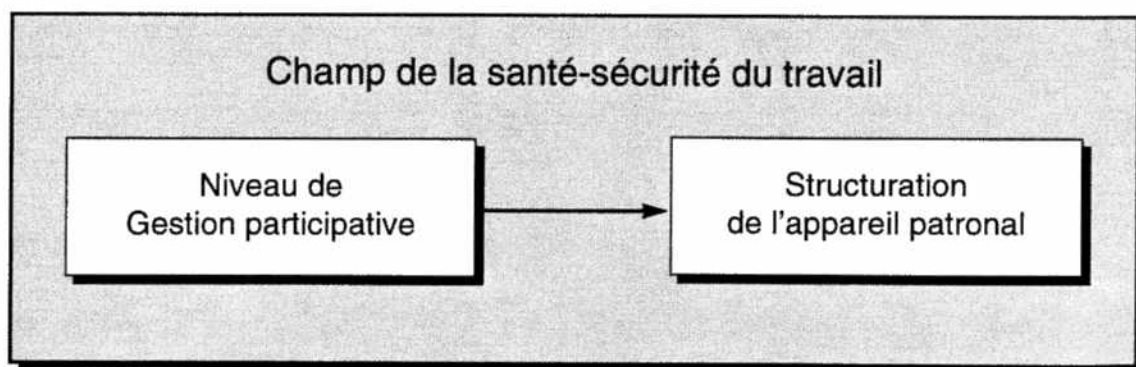 Champ de la santé-sécurité du travail
Niveau de
Gestion participative
Structuration
de l'appareil patronal